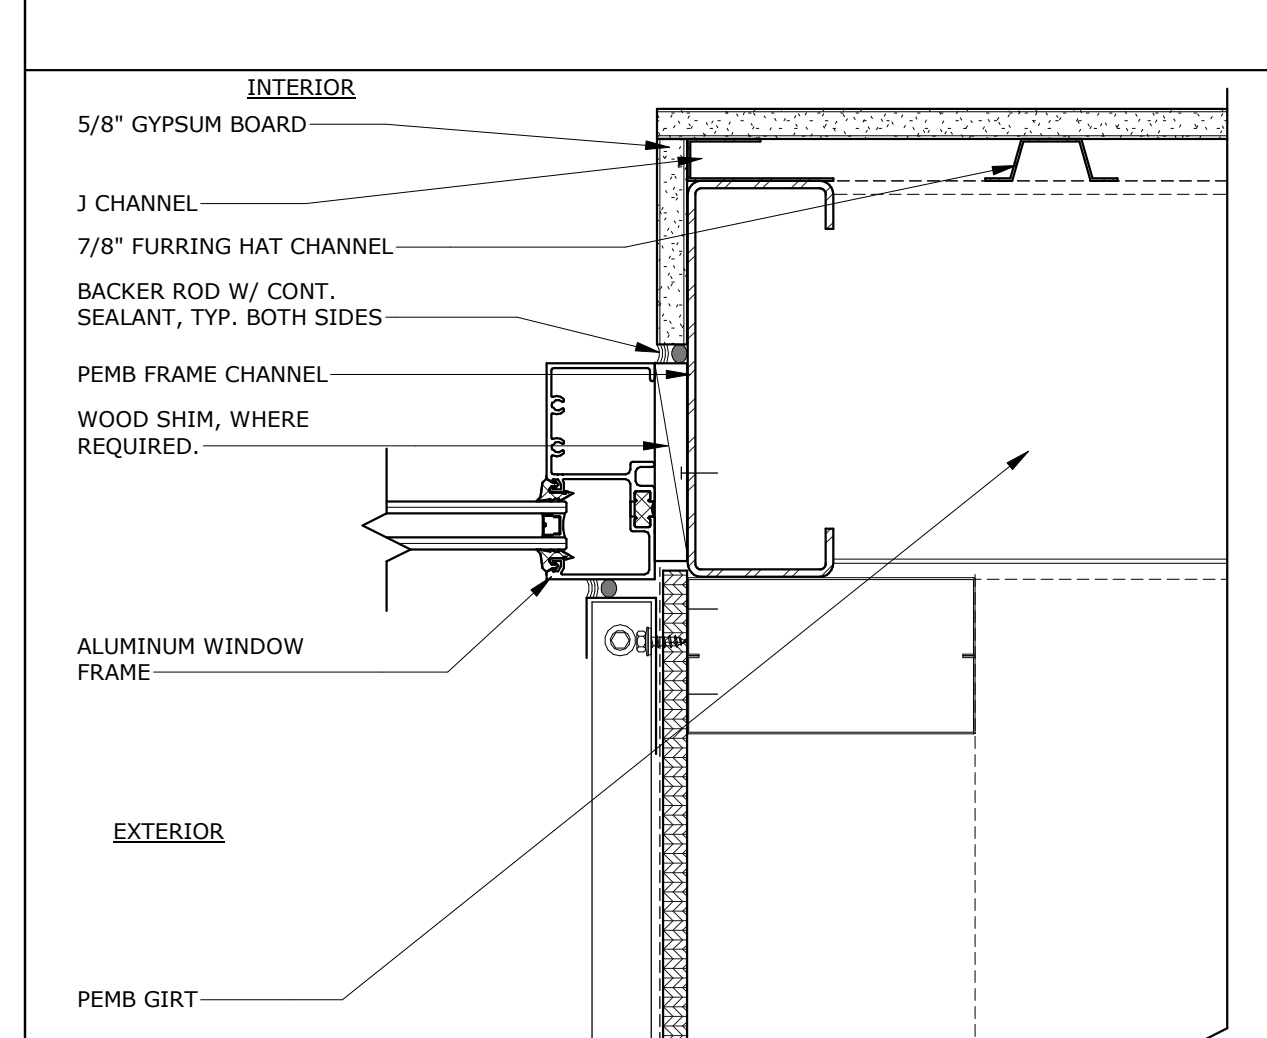 INTERIOR
5/8" GYPSUM BOARD
J CHANNEL
7/8" FURRING HAT CHANNEL
BACKER ROD W/ CONT.
SEALANT, TYP. BOTH SIDES
PEMB FRAME CHANNEL
WOOD SHIM, WHERE
REQUIRED.
ALUMINUM WINDOW
FRAME
EXTERIOR
PEMB GIRT